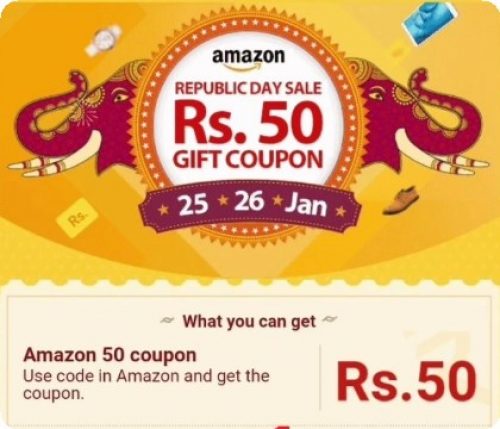 amazon
REPUBLIC DAY SALE
Rs. 50
GIFT COUPON
25 ★ 26 ★ Jan
Rs.
What you can get
Amazon 50 coupon
Use code in Amazon and get the
coupon.
Rs.50